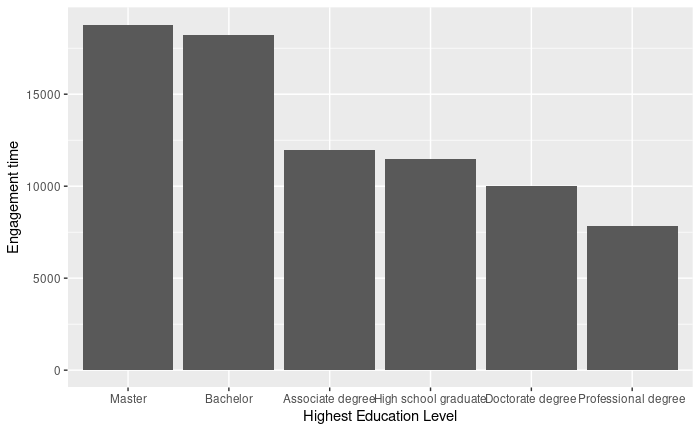 Engagement time
15000
10000
5000
0
Master Bachelor Associate degree High school graduate Doctorate degree Professional degree
Highest Education Level